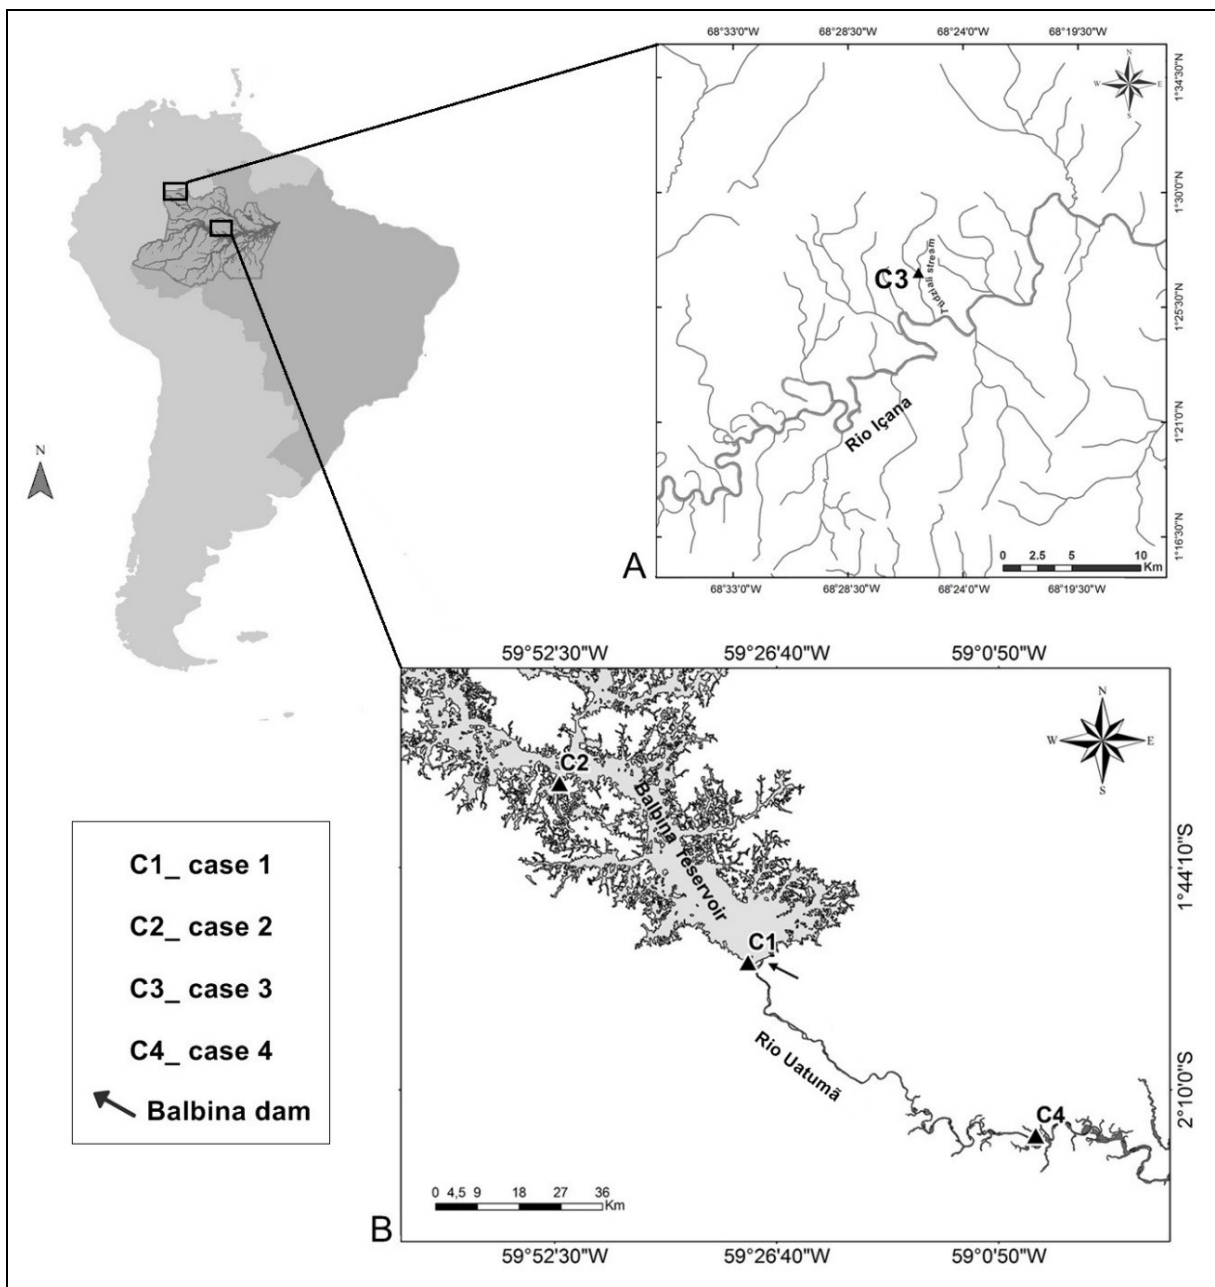 N
68°33'0"W 68°28'30"W 68°24'0"W 68°19'30"W
N
W E
S
1°34'30"N
1°30'0"N
1°25'30"N
1°21'0"N
1°16'30"N
C3
stream
Rio Içana
0 2.5 5 10
Km
A
68°33'0"W 68°28'30"W 68°24'0"W 68°19'30"W
59°52'30"W 59°26'40"W 59°0'50"W
N
W E
S
C2
Balbina reservoir
C1
Rio Uatumã
C4
1°44'10"S
2°10'0"S
0 4,5 9 18 27 36
Km
B
59°52'30"W 59°26'40"W 59°0'50"W
C1_ case 1
C2_ case 2
C3_ case 3
C4_ case 4
Balbina dam